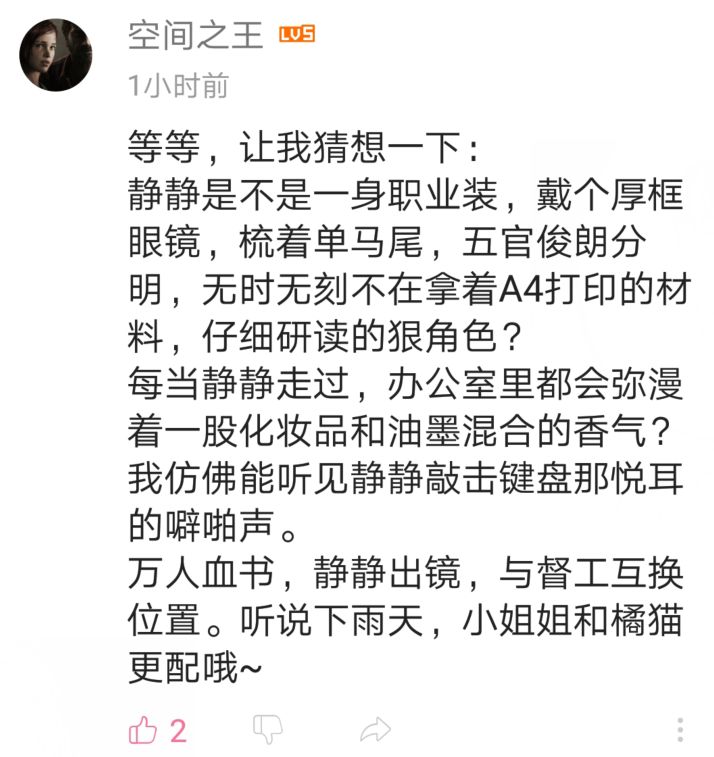 空间之王 LV5
1小时前
等等，让我猜想一下：
静静是不是一身职业装，戴个厚框
眼镜，梳着单马尾，五官俊朗分
明，无时无刻不在拿着A4打印的材
料，仔细研读的狠角色？
每当静静走过，办公室里都会弥漫
着一股化妆品和油墨混合的香气？
我仿佛能听见静静敲击键盘那悦耳
的噼啪声。
万人血书，静静出镜，与督工互换
位置。听说下雨天，小姐姐和橘猫
更配哦~
2